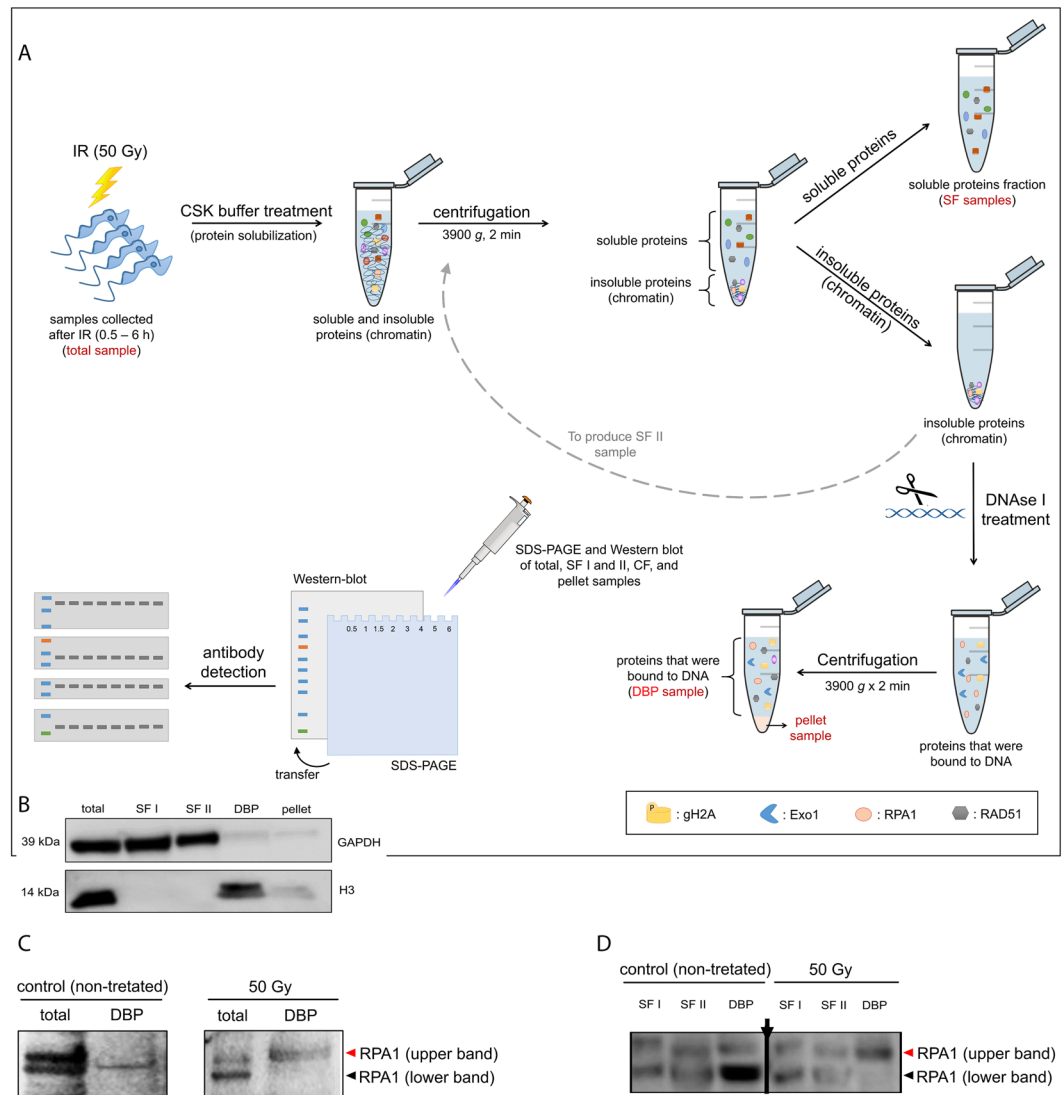 A
IR (50 Gy)
samples collected
after IR (0.5 – 6 h)
(total sample)
CSK buffer treatment
(protein solubilization)
soluble and insoluble
proteins (chromatin)
centrifugation
3900 g, 2 min
soluble proteins
insoluble proteins
(chromatin)
soluble proteins
soluble proteins fraction
(SF samples)
insoluble proteins
(chromatin)
insoluble proteins
(chromatin)
To produce SF II
sample
DNAse I
treatment
proteins that were
bound to DNA
Centrifugation
3900 g x 2 min
proteins that were
bound to DNA
(DBP sample)
pellet
sample
SDS-PAGE and Western blot
of total, SF I and II, CF, and
pellet samples
Western-blot
0.5 1 1.5 2 3 4 5 6
SDS-PAGE
transfer
antibody
detection
P
: gH2A
: Exo1
: RPA1
: RAD51
B
total SF I SF II DBP pellet
39 kDa
GAPDH
14 kDa
H3
C
control (non-tretated)
total DBP
50 Gy
total DBP
RPA1 (upper band)
RPA1 (lower band)
D
control (non-tretated)
SF I SF II DBP
50 Gy
SF I SF II DBP
RPA1 (upper band)
RPA1 (lower band)